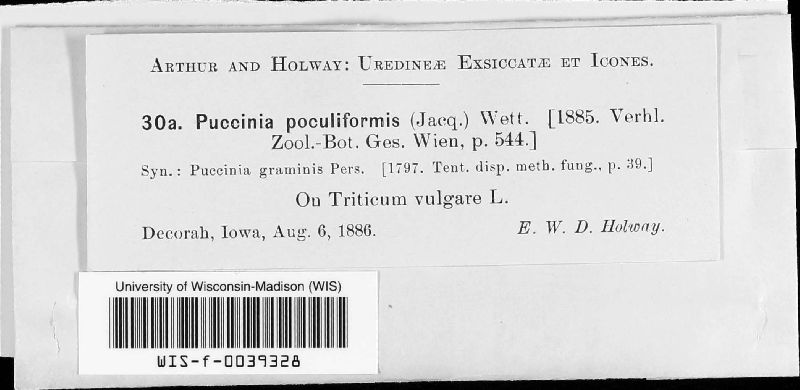 ARTHUR AND HOLWAY: UREDINEÆ EXSICCATÆ ET ICONES.
30a. Puccinia poculiformis (Jacq.) Wett. [1885. Verhl.
Zool.-Bot. Ges. Wien, p. 544.]
Syn.: Puccinia graminis Pers. [1797. Tent. disp. meth. fung., p. 39.]
On Triticum vulgare L.
Decorah, Iowa, Aug. 6, 1886. E. W. D. Holway.
University of Wisconsin-Madison (WIS)
WIS-f-0039328